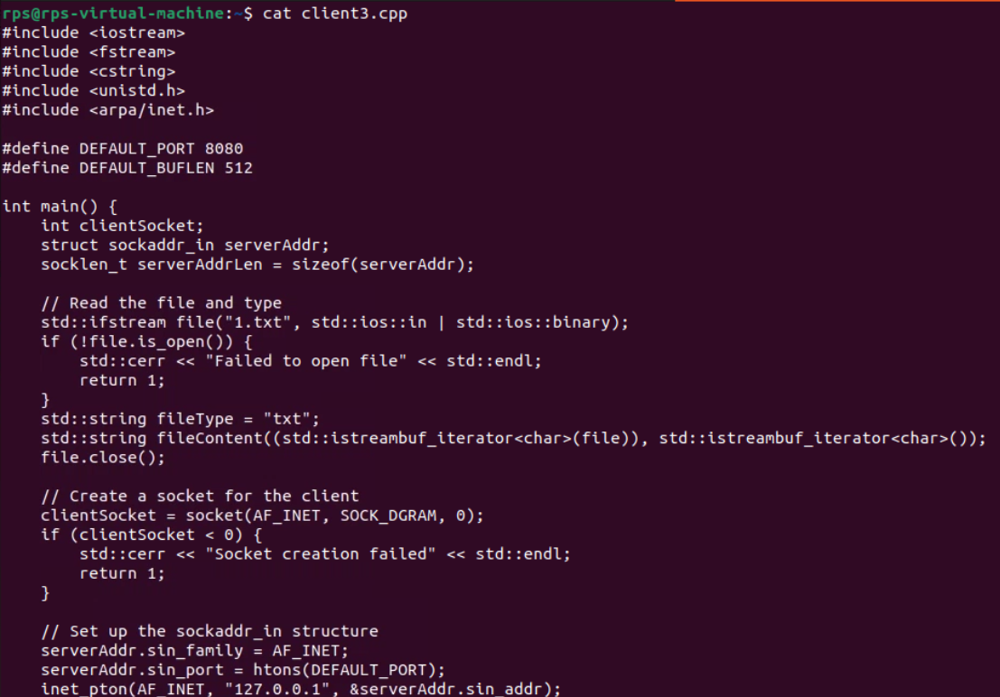 rps@rps-virtual-machine:~$ cat client3.cpp
#include <iostream>
#include <fstream>
#include <cstring>
#include <unistd.h>
#include <arpa/inet.h>

#define DEFAULT_PORT 8080
#define DEFAULT_BUFLEN 512

int main() {
    int clientSocket;
    struct sockaddr_in serverAddr;
    socklen_t serverAddrLen = sizeof(serverAddr);

    // Read the file and type
    std::ifstream file("1.txt", std::ios::in | std::ios::binary);
    if (!file.is_open()) {
        std::cerr << "Failed to open file" << std::endl;
        return 1;
    }
    std::string fileType = "txt";
    std::string fileContent((std::istreambuf_iterator<char>(file)), std::istreambuf_iterator<char>());
    file.close();

    // Create a socket for the client
    clientSocket = socket(AF_INET, SOCK_DGRAM, 0);
    if (clientSocket < 0) {
        std::cerr << "Socket creation failed" << std::endl;
        return 1;
    }

    // Set up the sockaddr_in structure
    serverAddr.sin_family = AF_INET;
    serverAddr.sin_port = htons(DEFAULT_PORT);
    inet_pton(AF_INET, "127.0.0.1", &serverAddr.sin_addr);